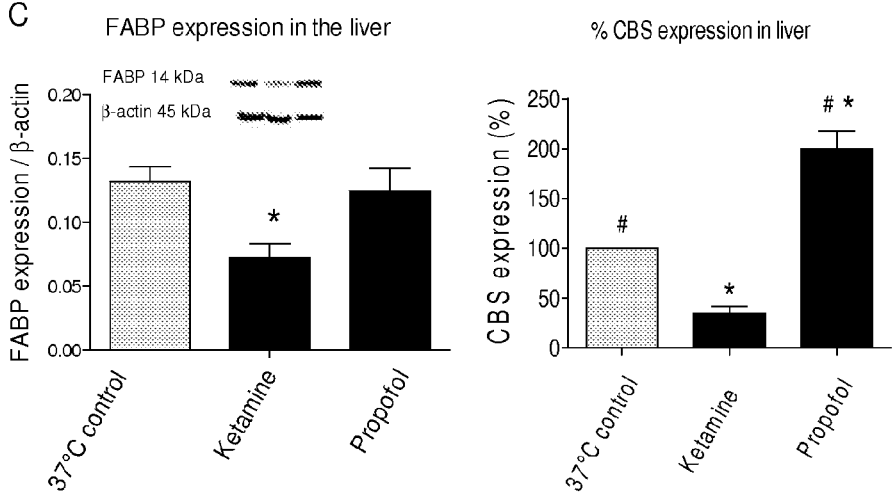 C
FABP expression in the liver
FABP 14 kDa
β-actin 45 kDa
FABP expression / β-actin
0.20
0.15
0.10
0.05
0.00
*
37°C control
Ketamine
Propofol
% CBS expression in liver
CBS expression (%)
250
200
150
100
50
0
#
*
# *
37°C control
Ketamine
Propofol